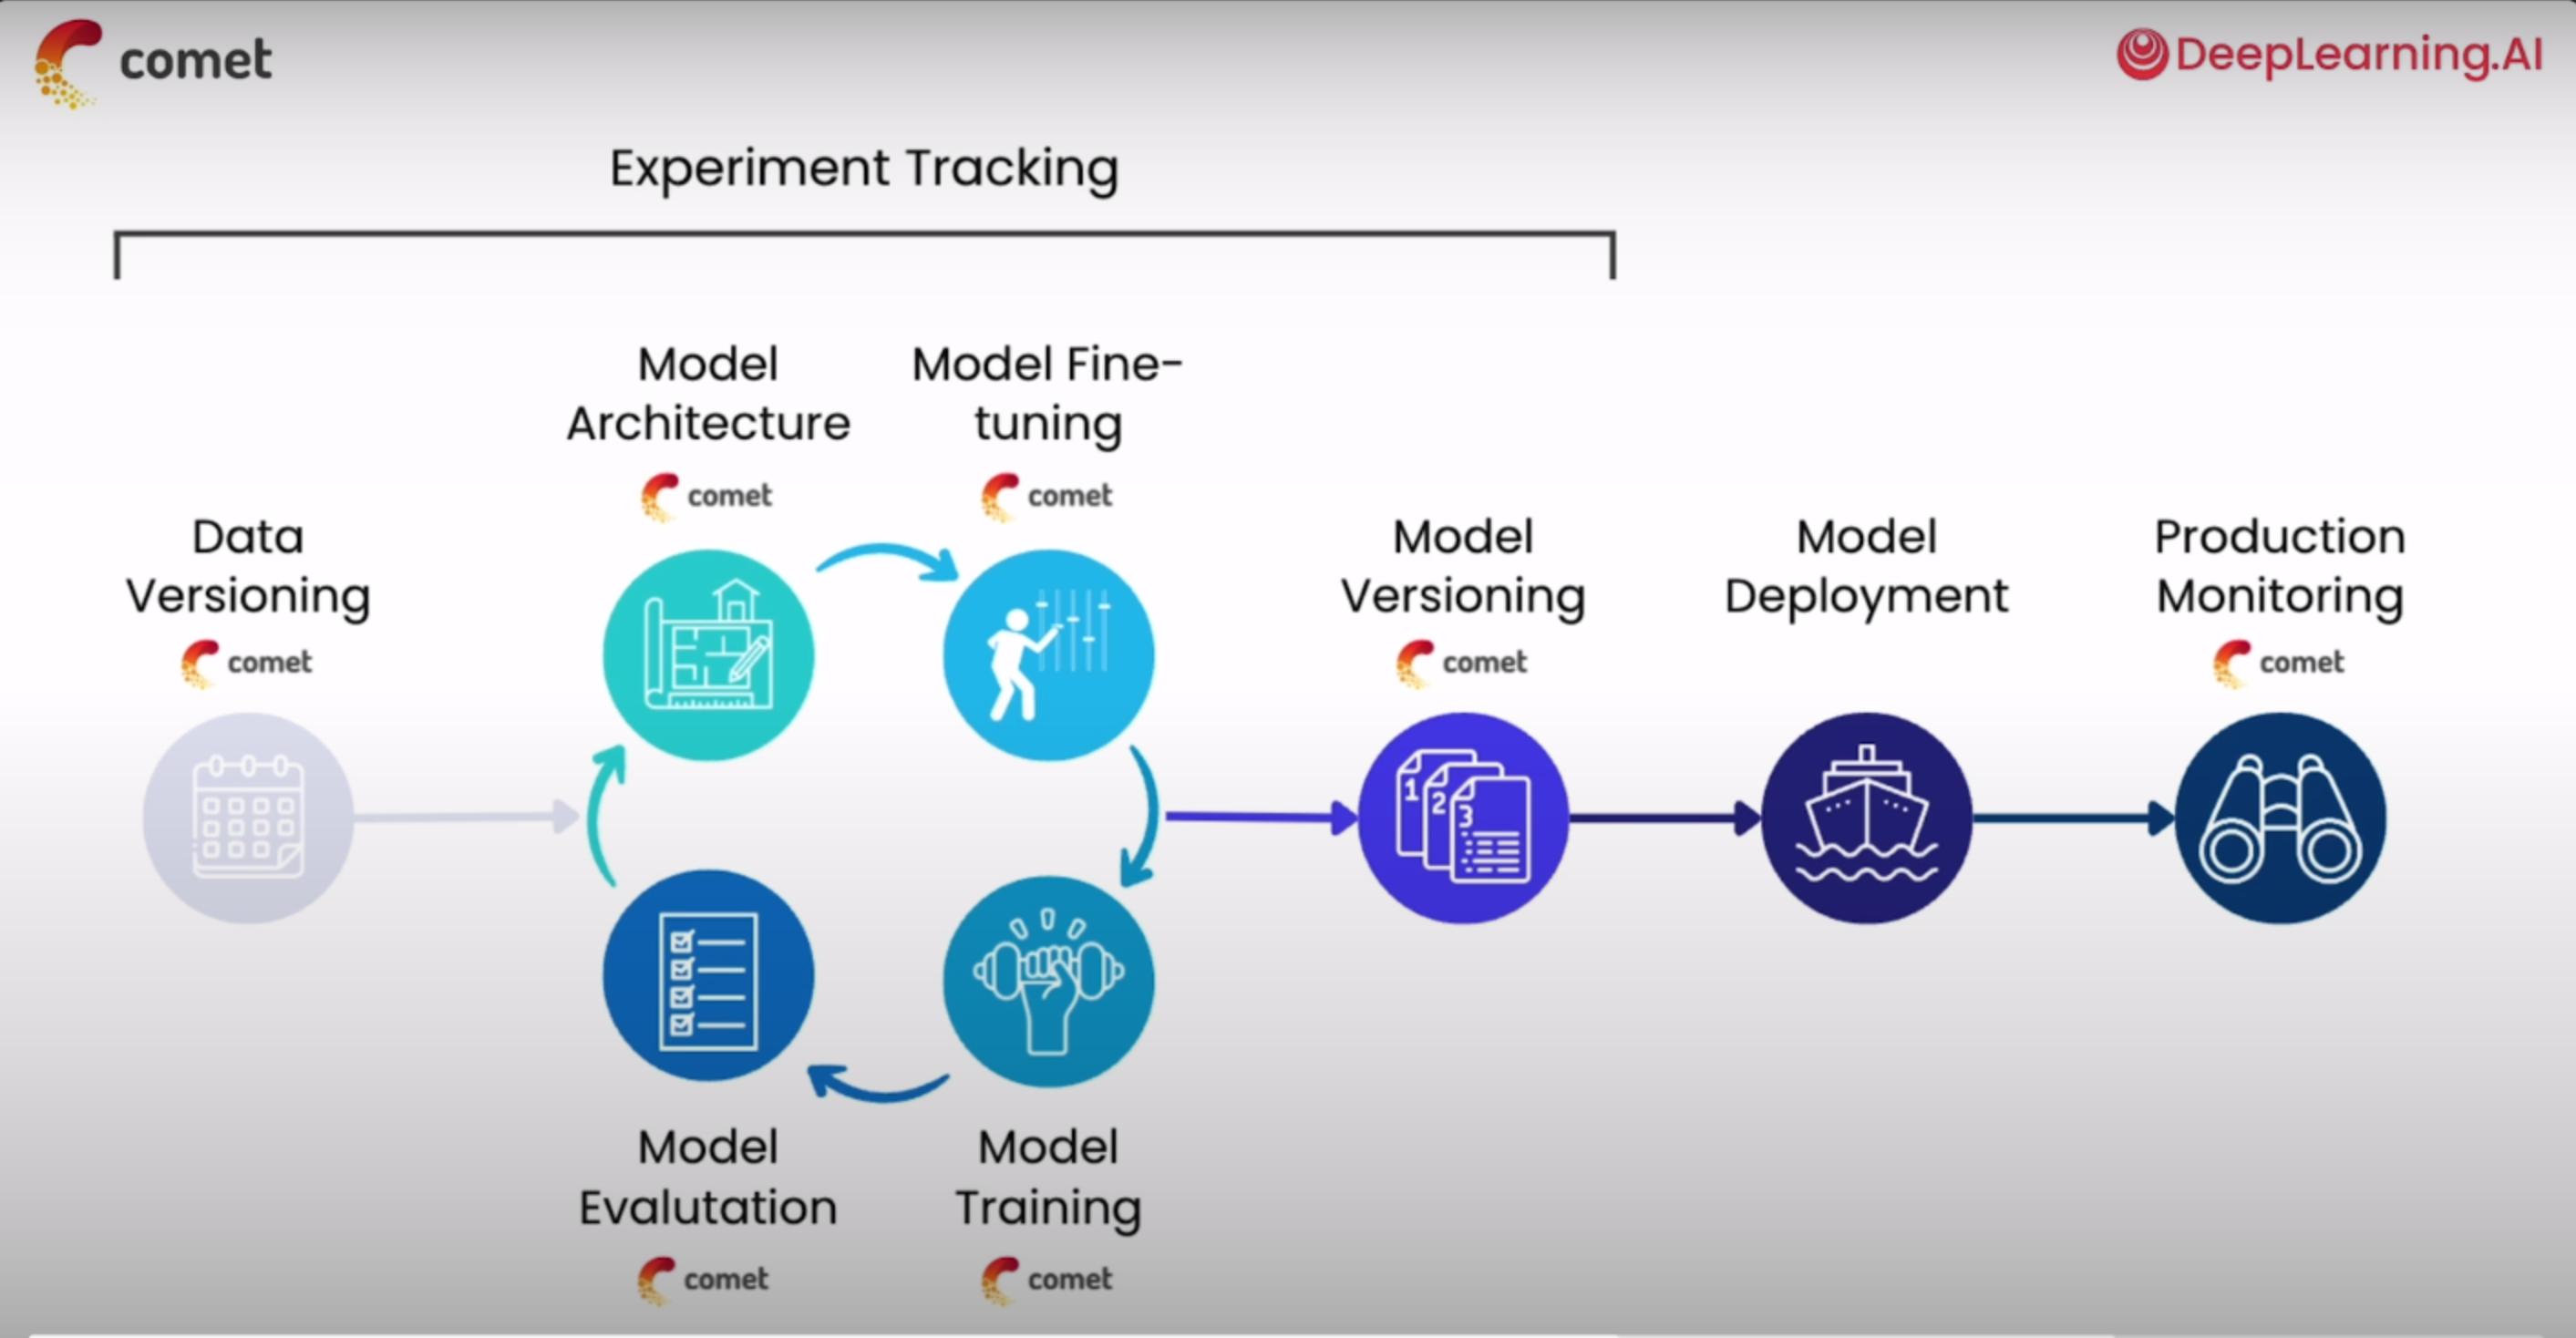 comet
DeepLearning.AI
Experiment Tracking
Data
Versioning
comet
Model
Architecture
comet
Model Fine-
tuning
comet
Model
Evalutation
comet
Model
Training
comet
Model
Versioning
comet
1
2
3
Model
Deployment
Production
Monitoring
comet